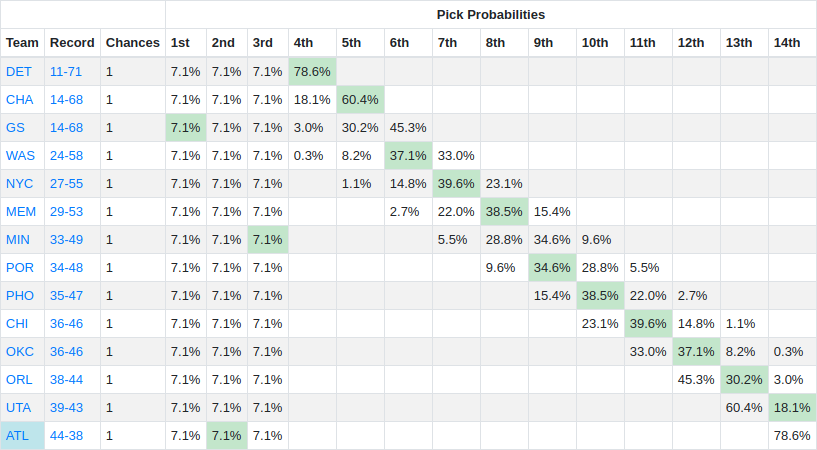 Pick Probabilities
Team Record Chances 1st 2nd 3rd 4th 5th 6th 7th 8th 9th 10th 11th 12th 13th 14th
DET 11-71 1 7.1% 7.1% 7.1% 78.6%
CHA 14-68 1 7.1% 7.1% 7.1% 18.1% 60.4%
GS 14-68 1 7.1% 7.1% 7.1% 3.0% 30.2% 45.3%
WAS 24-58 1 7.1% 7.1% 7.1% 0.3% 8.2% 37.1% 33.0%
NYC 27-55 1 7.1% 7.1% 7.1% 1.1% 14.8% 39.6% 23.1%
MEM 29-53 1 7.1% 7.1% 7.1% 2.7% 22.0% 38.5% 15.4%
MIN 33-49 1 7.1% 7.1% 7.1% 5.5% 28.8% 34.6% 9.6%
POR 34-48 1 7.1% 7.1% 7.1% 9.6% 34.6% 28.8% 5.5%
PHO 35-47 1 7.1% 7.1% 7.1% 15.4% 38.5% 22.0% 2.7%
CHI 36-46 1 7.1% 7.1% 7.1% 23.1% 39.6% 14.8% 1.1%
OKC 36-46 1 7.1% 7.1% 7.1% 33.0% 37.1% 8.2% 0.3%
ORL 38-44 1 7.1% 7.1% 7.1% 45.3% 30.2% 3.0%
UTA 39-43 1 7.1% 7.1% 7.1% 60.4% 18.1%
ATL 44-38 1 7.1% 7.1% 7.1% 78.6%